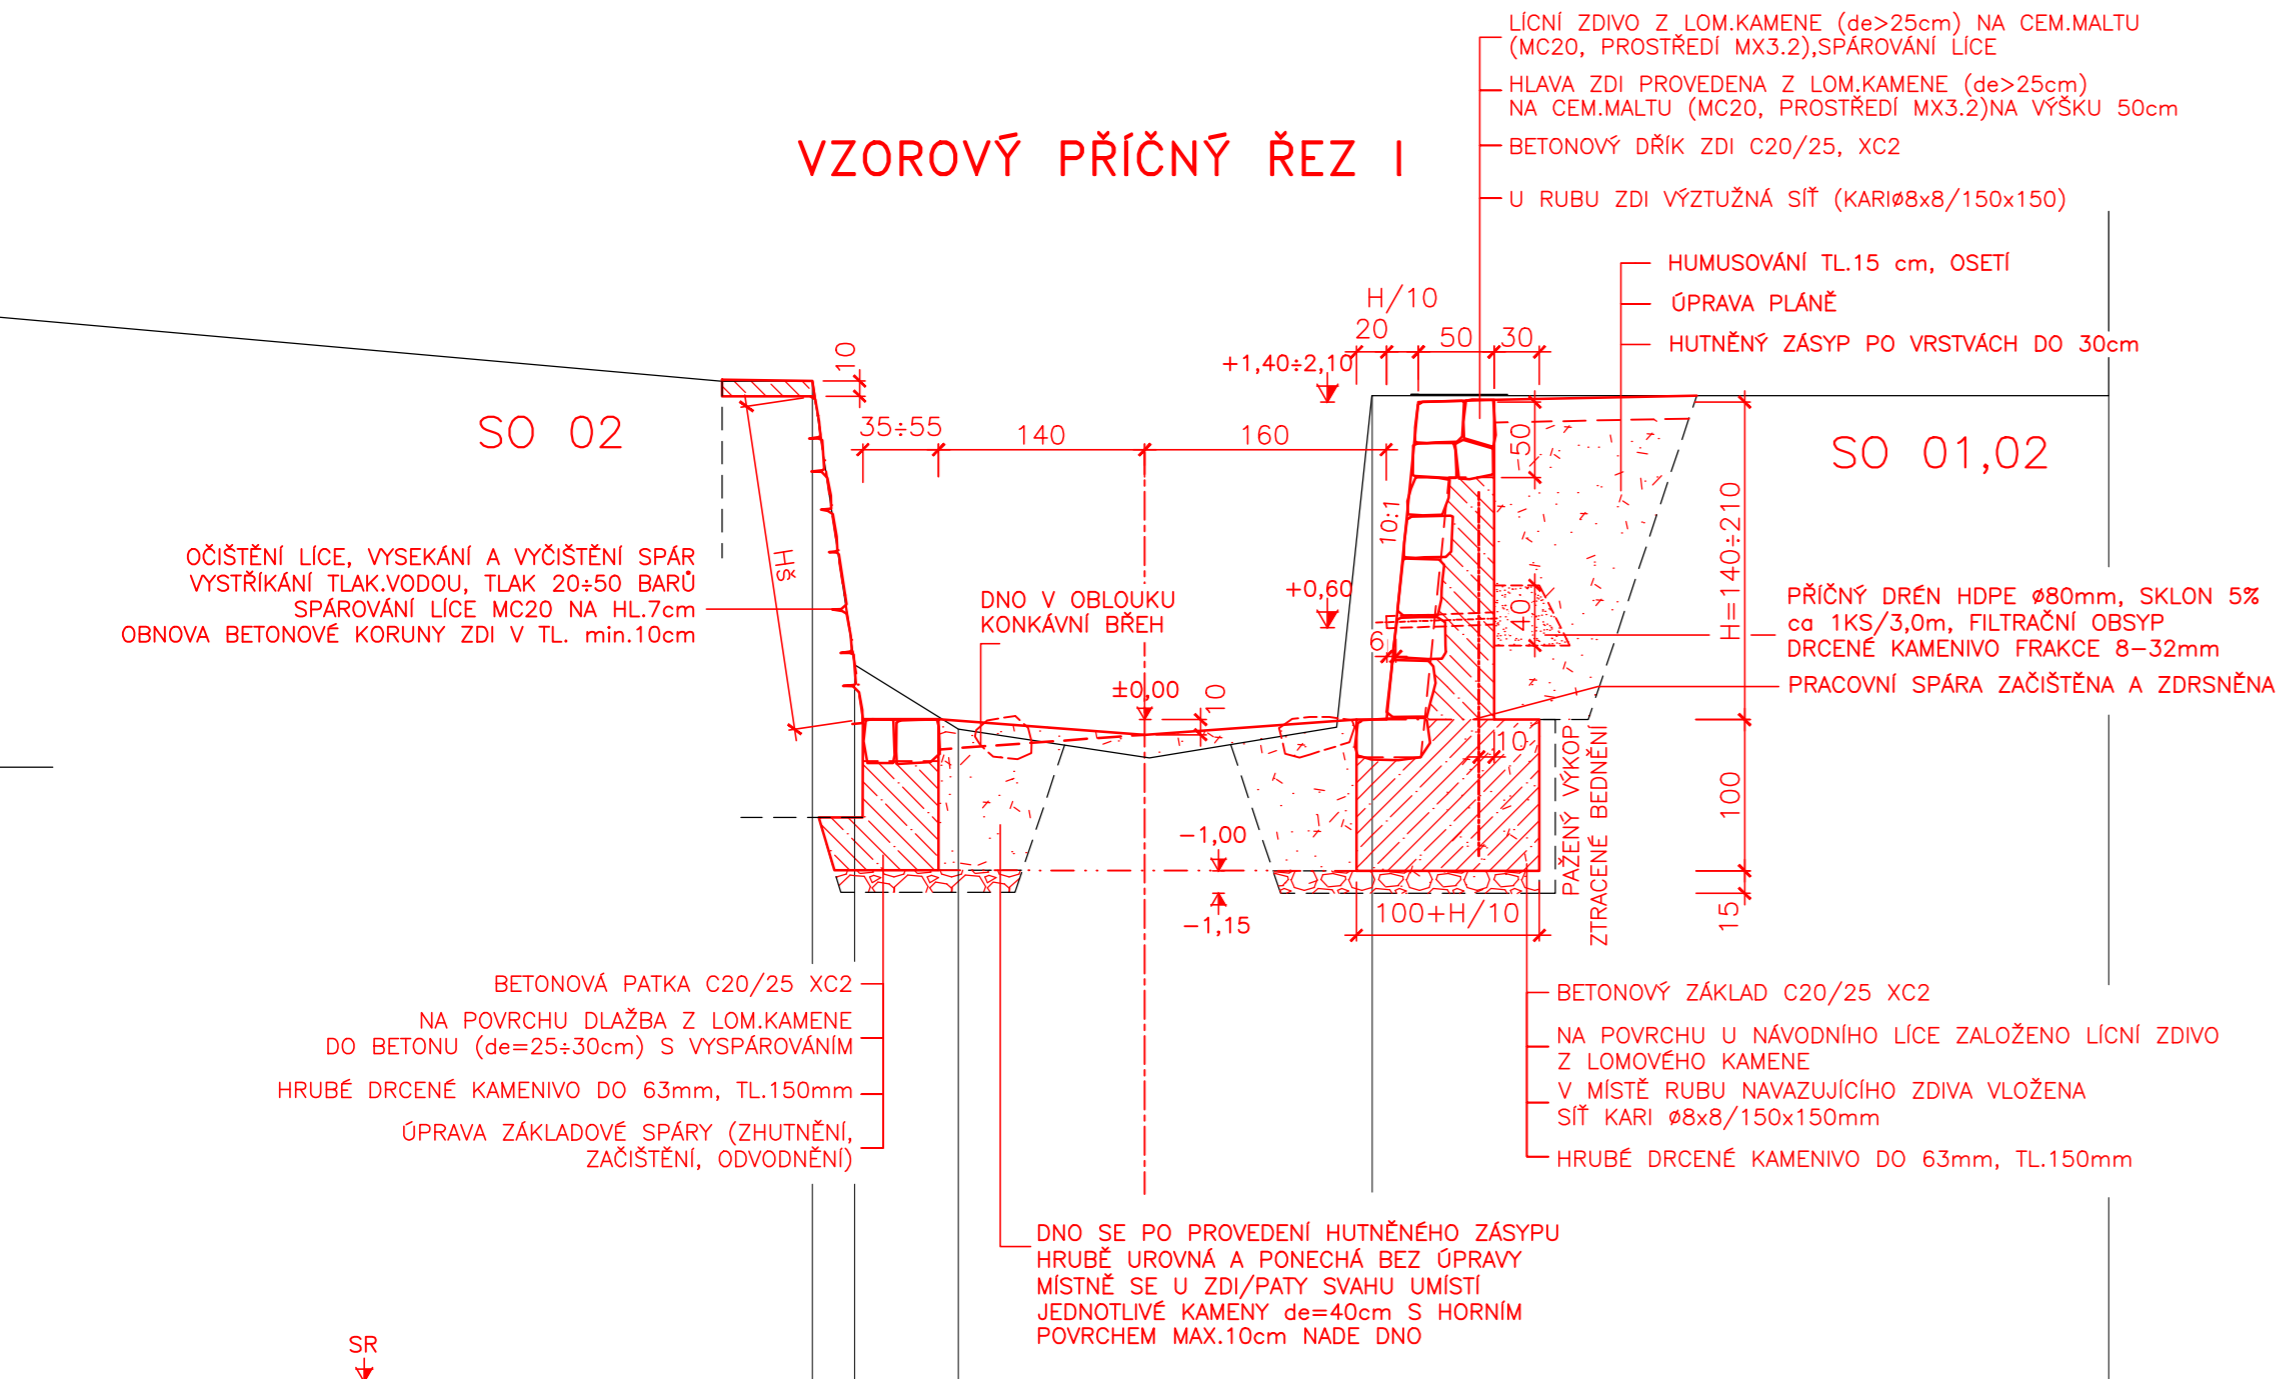 LÍCNÍ ZDIVO Z LOM.KAMENE (de>25cm) NA CEM.MALTU
(MC20, PROSTŘEDÍ MX3.2),SPÁROVÁNÍ LÍCE
HLAVA ZDI PROVEDENA Z LOM.KAMENE (de>25cm)
NA CEM.MALTU (MC20, PROSTŘEDÍ MX3.2)NA VÝŠKU 50cm
VZOROVÝ PŘÍČNÝ ŘEZ I
BETONOVÝ DŘÍK ZDI C20/25, XC2
U RUBU ZDI VÝZTUŽNÁ SÍŤ (KARIø8x8/150x150)
HUMUSOVÁNÍ TL.15 cm, OSETÍ
ÚPRAVA PLÁNĚ
HUTNĚNÝ ZÁSYP PO VRSTVÁCH DO 30cm
H/10
20
50
30
+1,40÷2,10
10
SO 02
35÷55
140
160
50
SO 01,02
10:1
H=140÷210
HŠ
OČIŠTĚNÍ LÍCE, VYSEKÁNÍ A VYČIŠTĚNÍ SPÁR
VYSTŘÍKÁNÍ TLAK.VODOU, TLAK 20÷50 BARŮ
SPÁROVÁNÍ LÍCE MC20 NA HL.7cm
OBNOVA BETONOVÉ KORUNY ZDI V TL. min.10cm
DNO V OBLOUKU
KONKÁVNÍ BŘEH
+0,60
40
6
PŘÍČNÝ DRÉN HDPE ø80mm, SKLON 5%
ca 1KS/3,0m, FILTRAČNÍ OBSYP
DRCENÉ KAMENIVO FRAKCE 8-32mm
PRACOVNÍ SPÁRA ZAČIŠTĚNA A ZDRSNĚNA
±0,00
10
10
PAŽENÝ VÝKOP
ZTRACENÉ BEDNĚNÍ
100
-1,00
-1,15
100+H/10
15
BETONOVÁ PATKA C20/25 XC2
NA POVRCHU DLAŽBA Z LOM.KAMENE
DO BETONU (de=25÷30cm) S VYSPÁROVÁNÍM
HRUBÉ DRCENÉ KAMENIVO DO 63mm, TL.150mm
ÚPRAVA ZÁKLADOVÉ SPÁRY (ZHUTNĚNÍ,
ZAČIŠTĚNÍ, ODVODNĚNÍ)
BETONOVÝ ZÁKLAD C20/25 XC2
NA POVRCHU U NÁVODNÍHO LÍCE ZALOŽENO LÍCNÍ ZDIVO
Z LOMOVÉHO KAMENE
V MÍSTĚ RUBU NAVAZUJÍCÍHO ZDIVA VLOŽENA
SÍŤ KARI ø8x8/150x150mm
HRUBÉ DRCENÉ KAMENIVO DO 63mm, TL.150mm
DNO SE PO PROVEDENÍ HUTNĚNÉHO ZÁSYPU
HRUBĚ UROVNÁ A PONECHÁ BEZ ÚPRAVY
MÍSTNĚ SE U ZDI/PATY SVAHU UMÍSTÍ
JEDNOTLIVÉ KAMENY de=40cm S HORNÍM
POVRCHEM MAX.10cm NADE DNO
SR